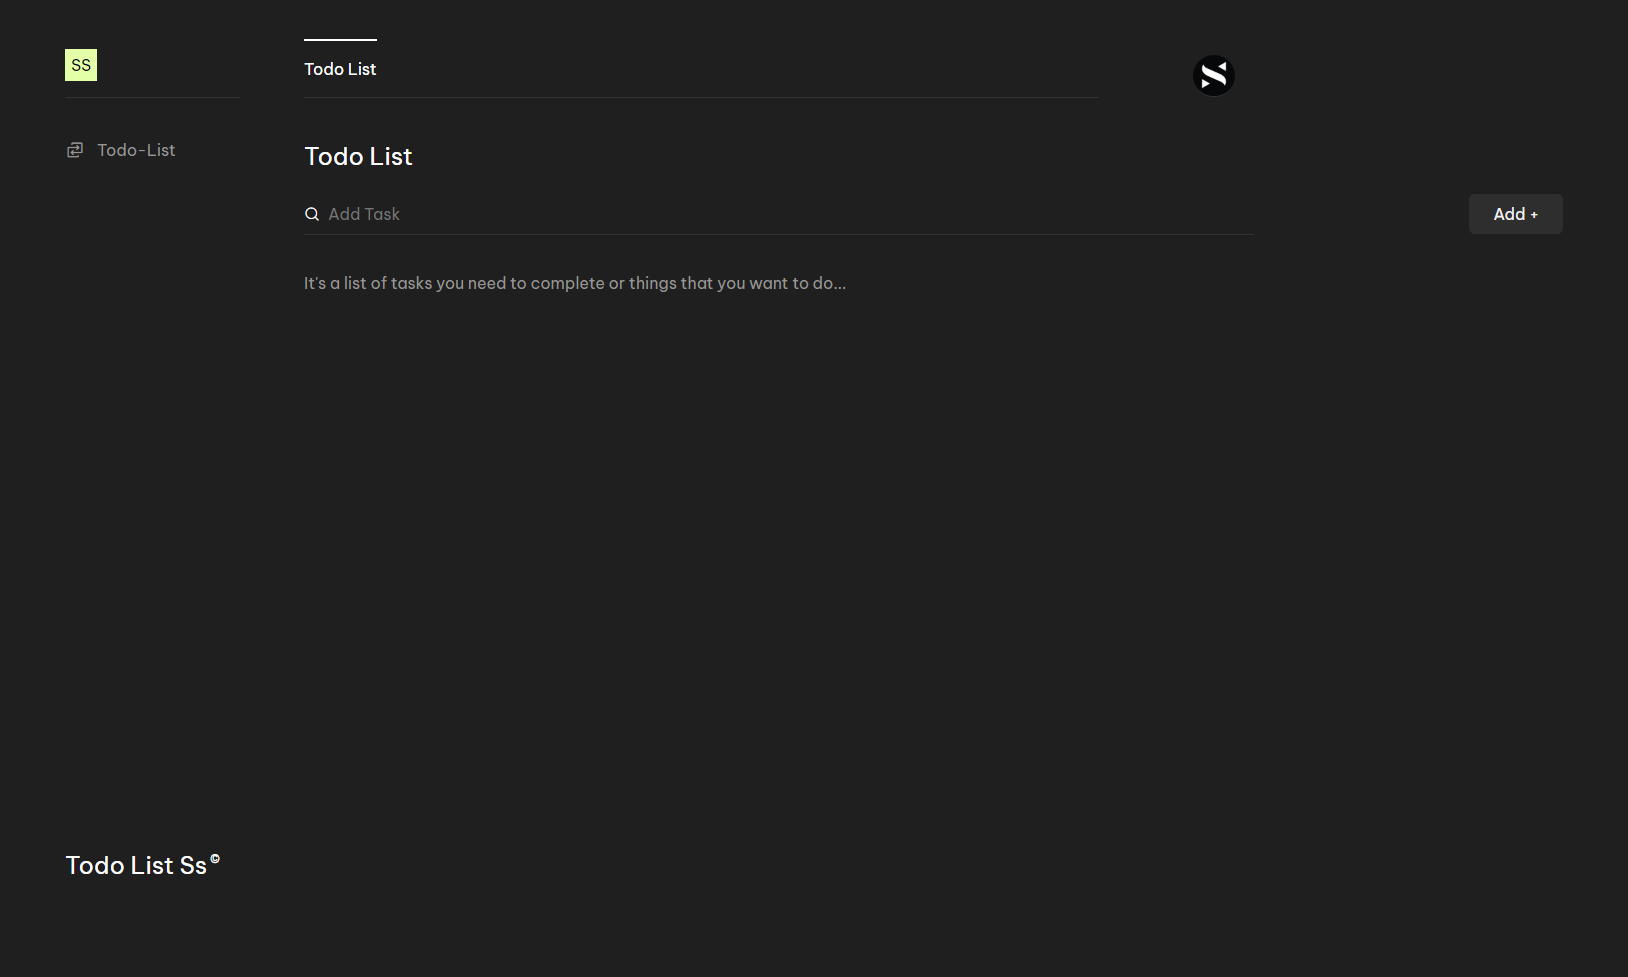 SS
Todo List
Todo-List
Todo List
Add Task
Add +
It's a list of tasks you need to complete or things that you want to do...
Todo List Ss©